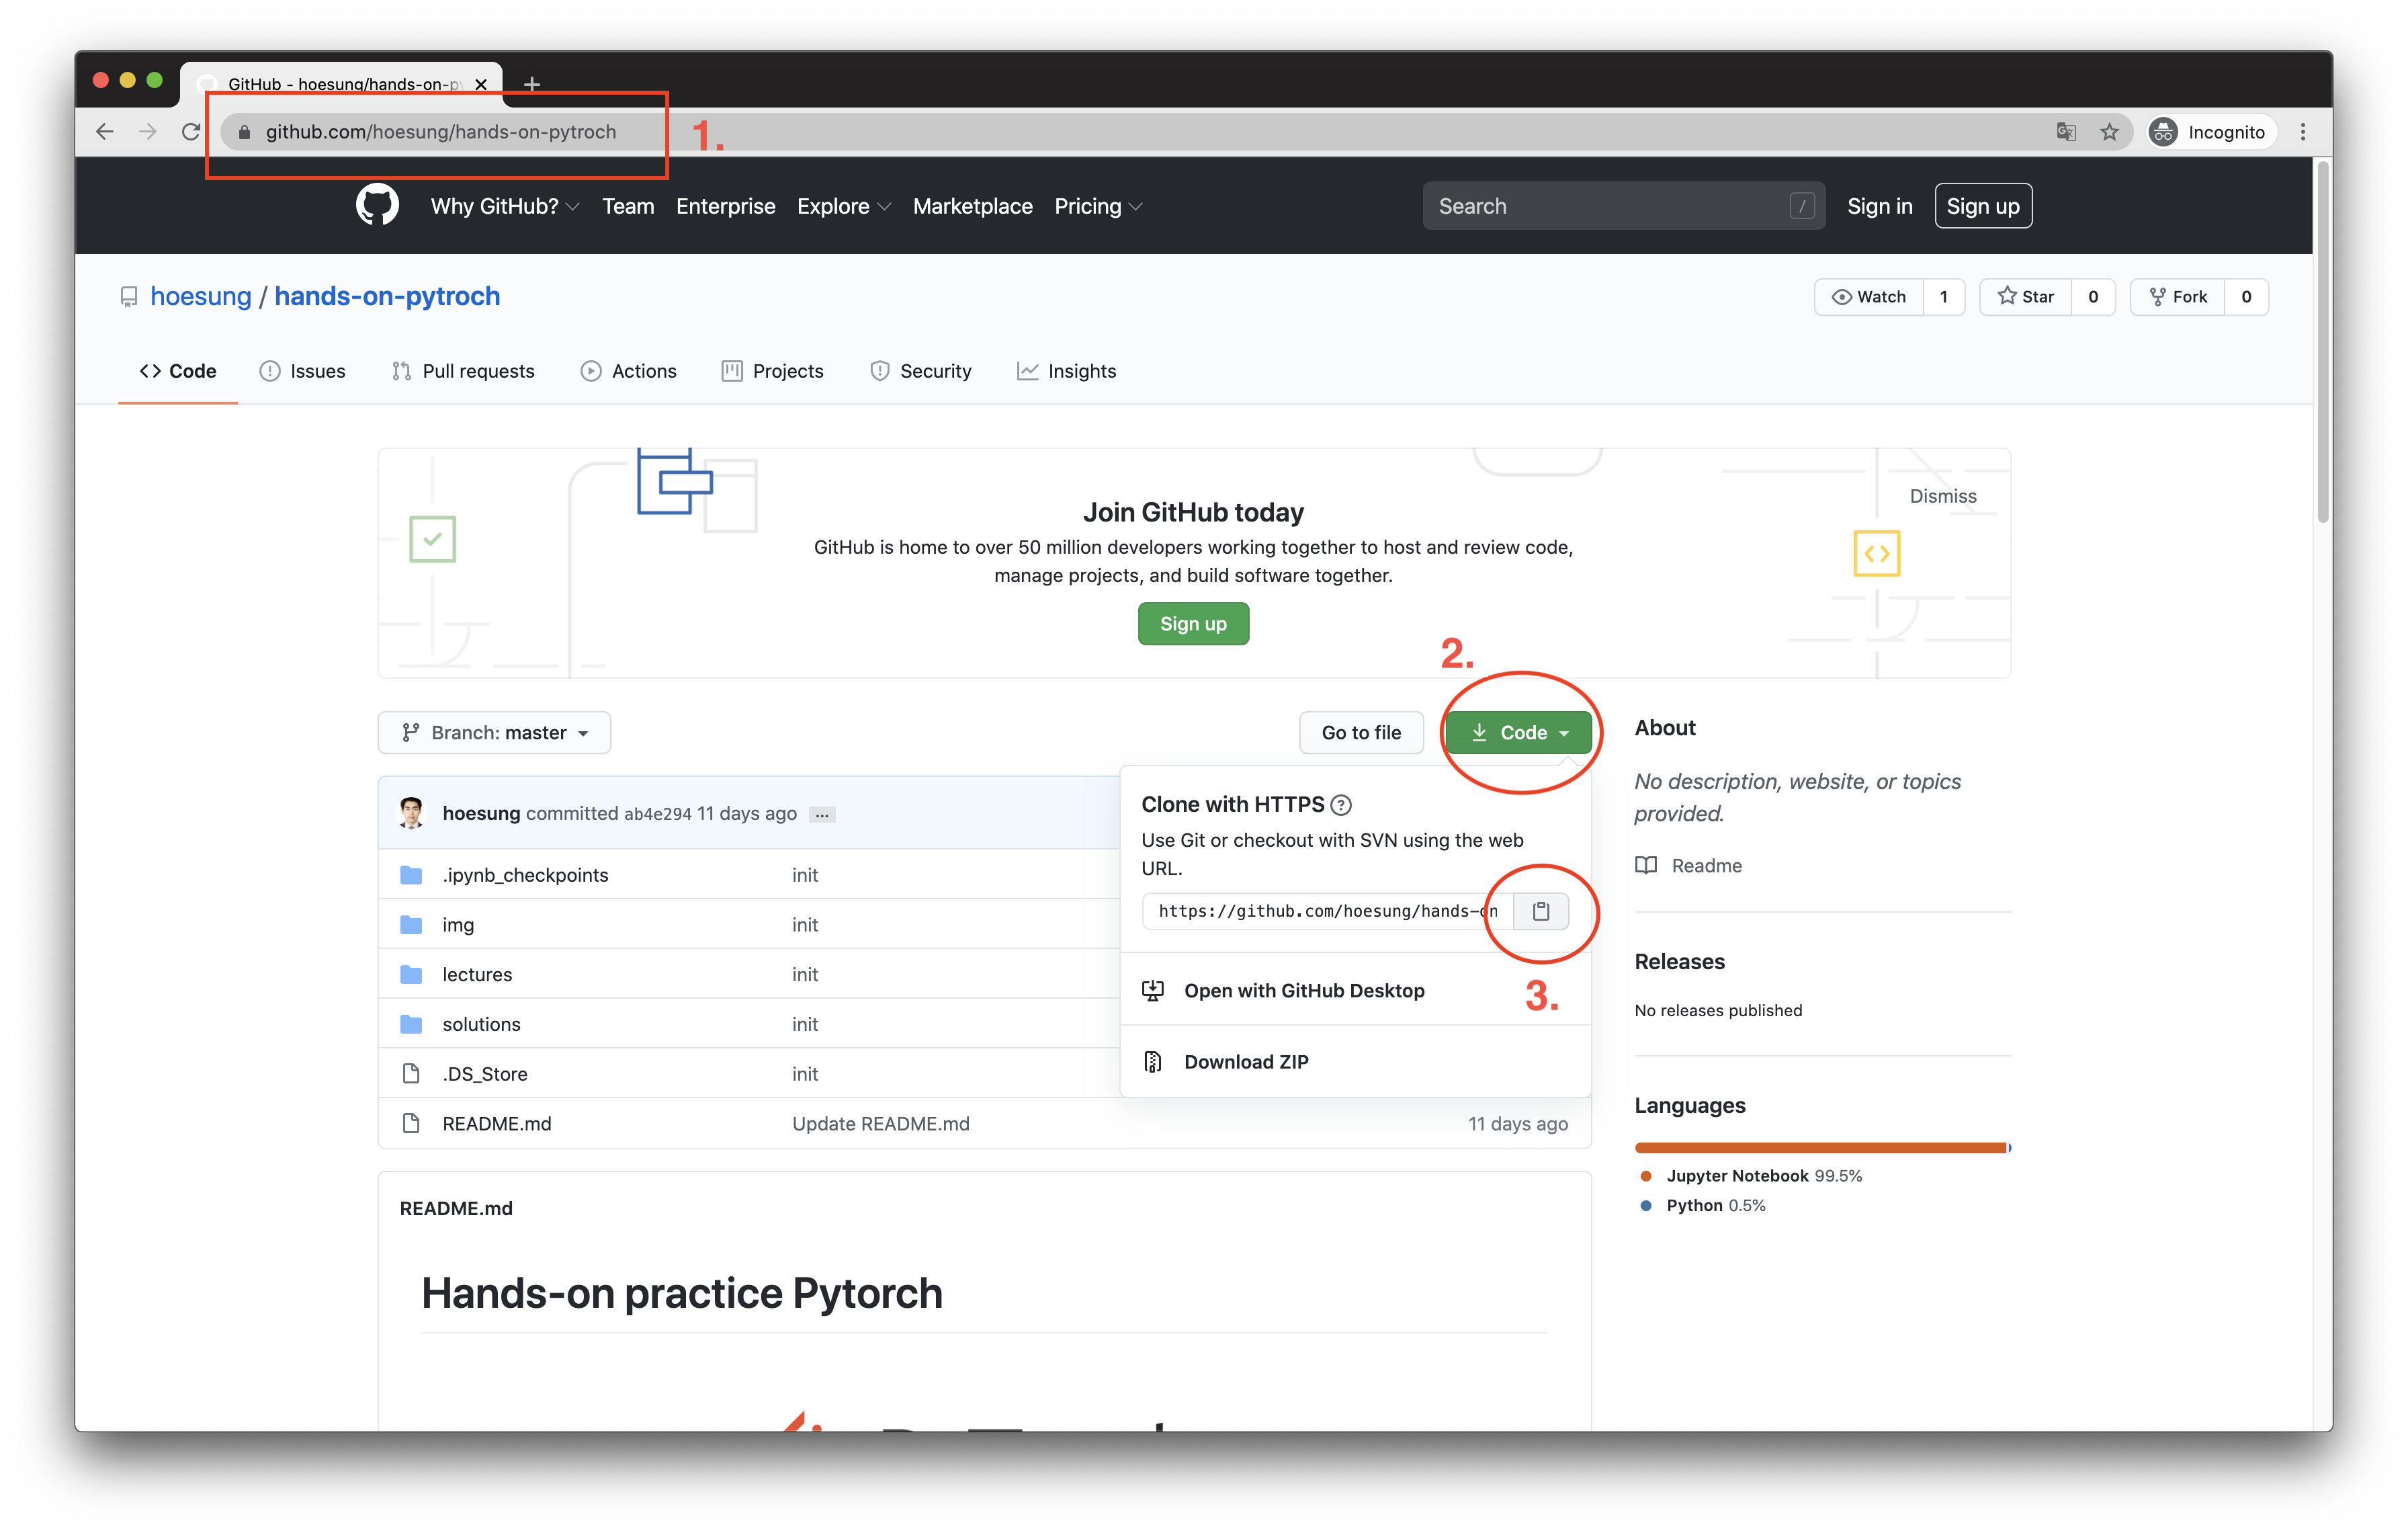 GitHub - hoesung/hands-on-py
github.com/hoesung/hands-on-pytroch
1.
Incognito
Why GitHub? Team Enterprise Explore Marketplace Pricing
Search /
Sign in
Sign up
hoesung / hands-on-pytroch
Watch 1
Star 0
Fork 0
Code Issues Pull requests Actions Projects Security Insights
Join GitHub today
Dismiss
GitHub is home to over 50 million developers working together to host and review code,
manage projects, and build software together.
Sign up
2.
Branch: master
Go to file
Code
hoesung committed ab4e294 11 days ago ...
.ipynb_checkpoints init
img init
lectures init
solutions init
.DS_Store init
README.md Update README.md 11 days ago
Clone with HTTPS
Use Git or checkout with SVN using the web
URL.
https://github.com/hoesung/hands-on
3.
Open with GitHub Desktop
Download ZIP
About
No description, website, or topics
provided.
Readme
Releases
No releases published
Languages
Jupyter Notebook 99.5%
Python 0.5%
README.md
Hands-on practice Pytorch